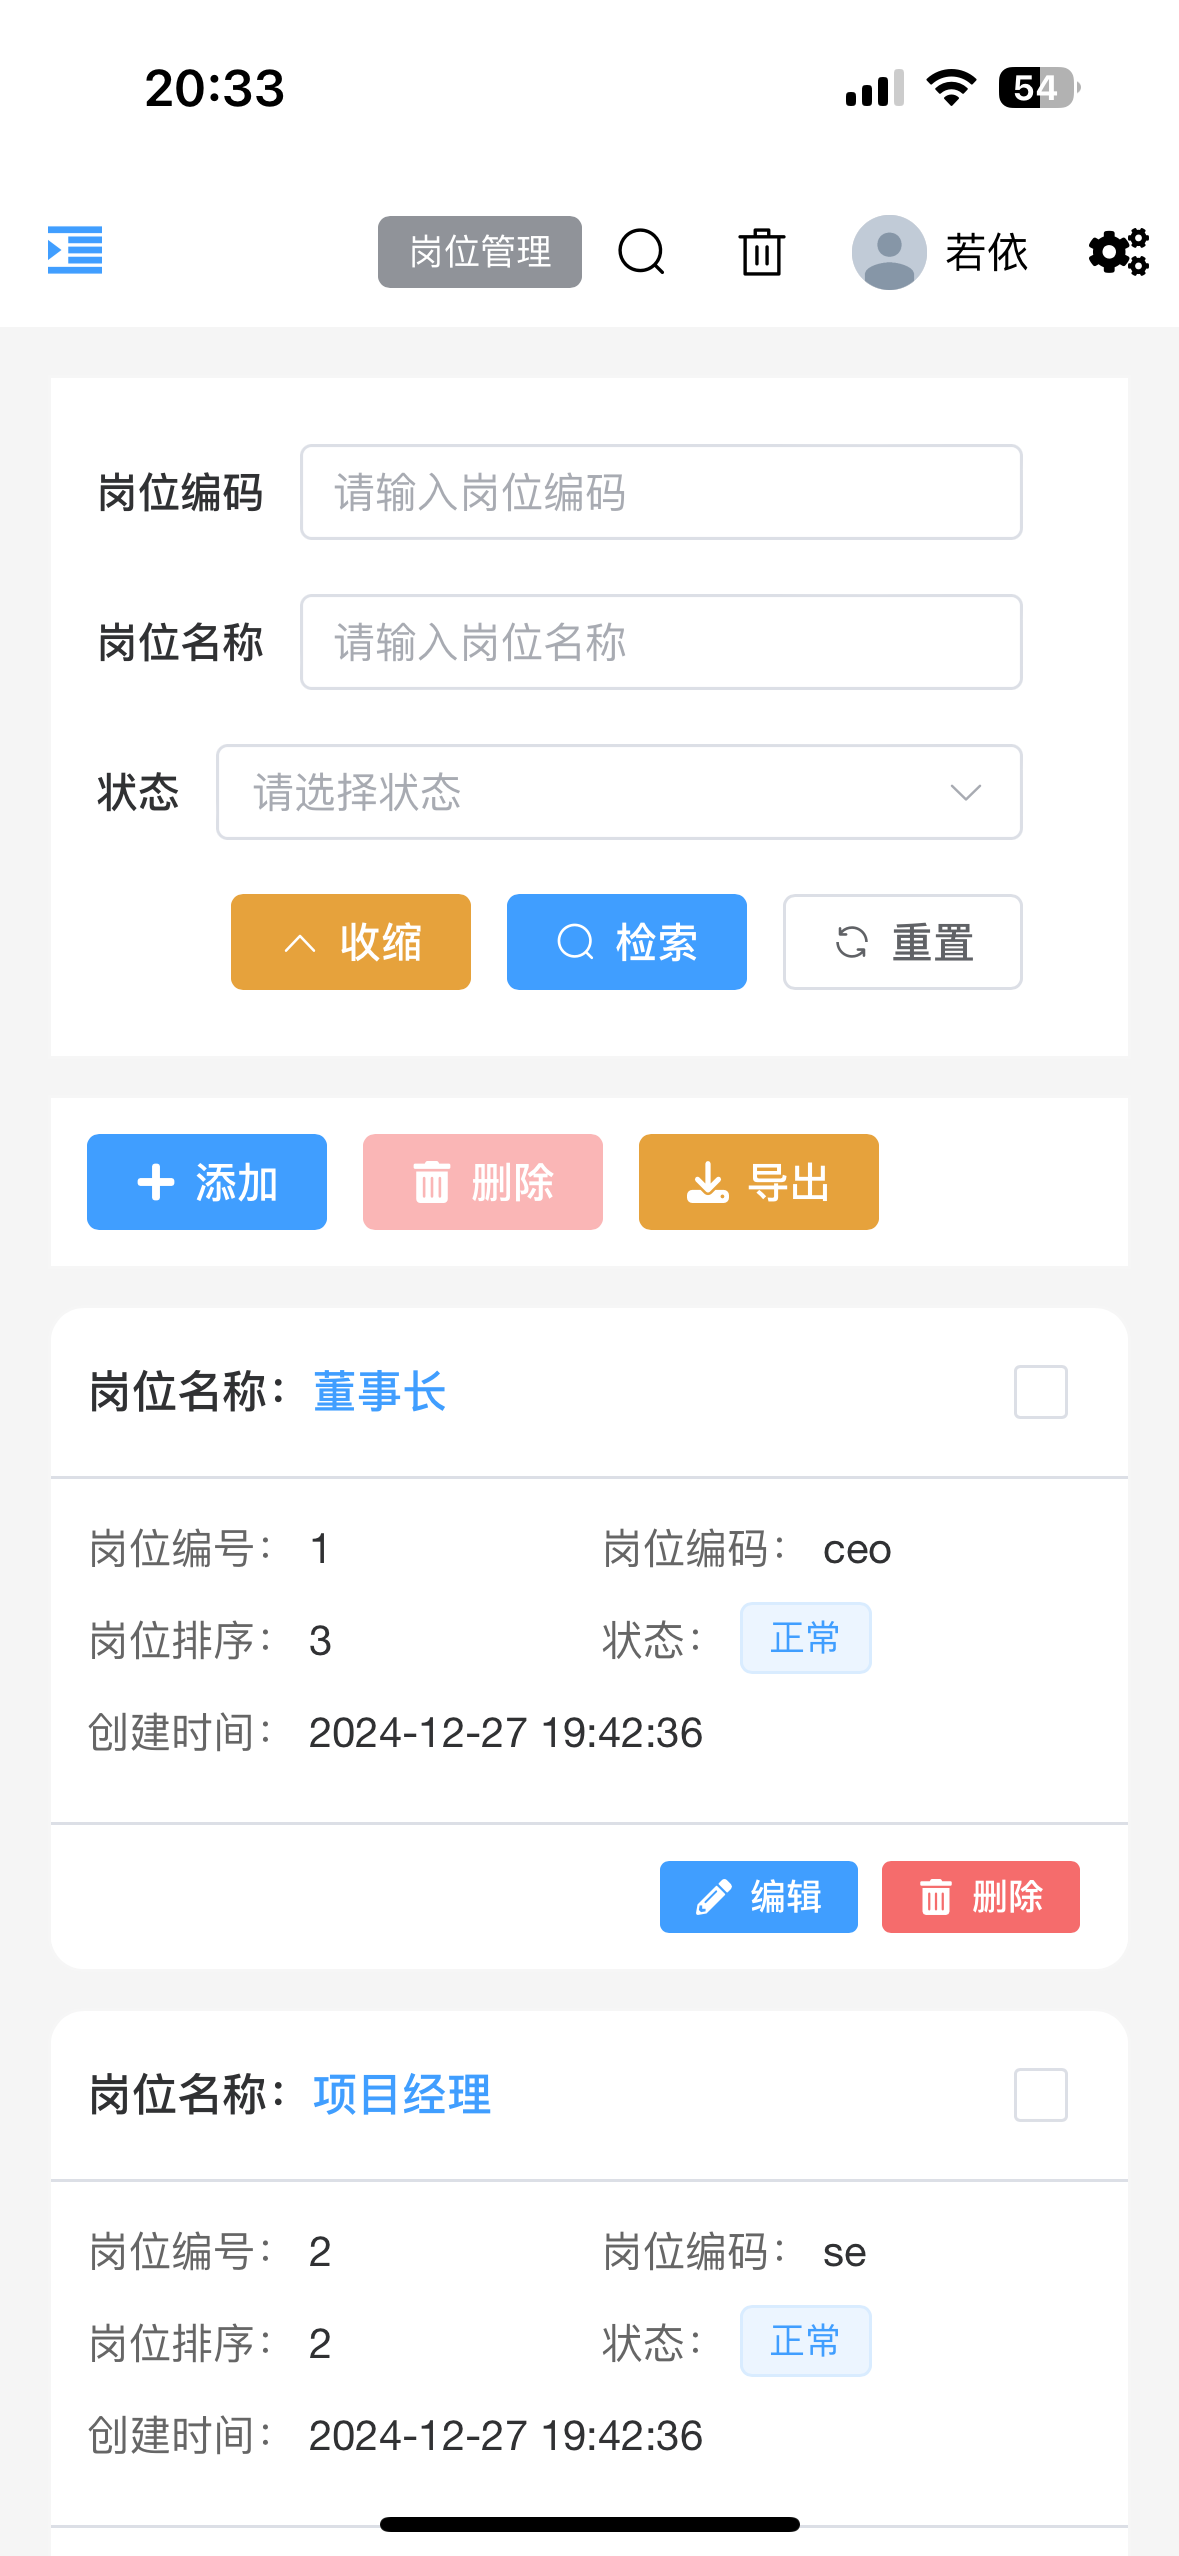 20:33 54
岗位管理 若依
岗位编码 请输入岗位编码
岗位名称 请输入岗位名称
状态 请选择状态
收缩 检索 重置
添加 删除 导出
岗位名称： 董事长
岗位编号： 1 岗位编码： ceo
岗位排序： 3 状态： 正常
创建时间： 2024-12-27 19:42:36
编辑 删除
岗位名称： 项目经理
岗位编号： 2 岗位编码： se
岗位排序： 2 状态： 正常
创建时间： 2024-12-27 19:42:36